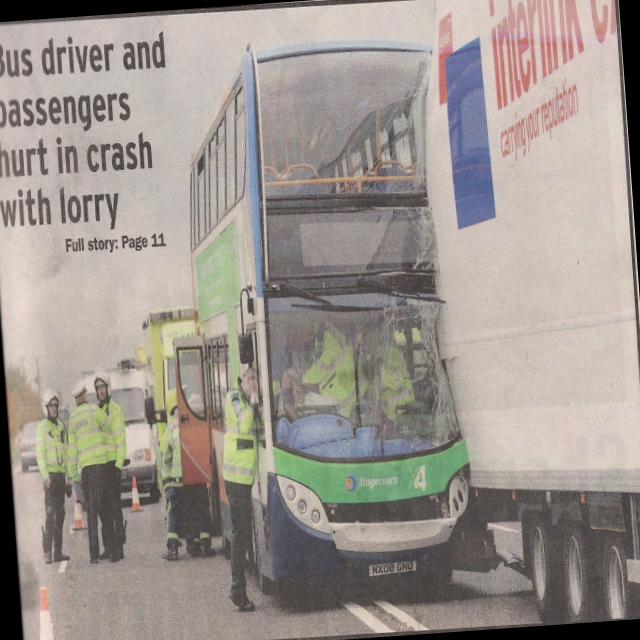 Bus driver and
passengers
hurt in crash
with lorry
Full story: Page 11
interlink
carrying your reputation
Stagecoach
4
NX08 GHO